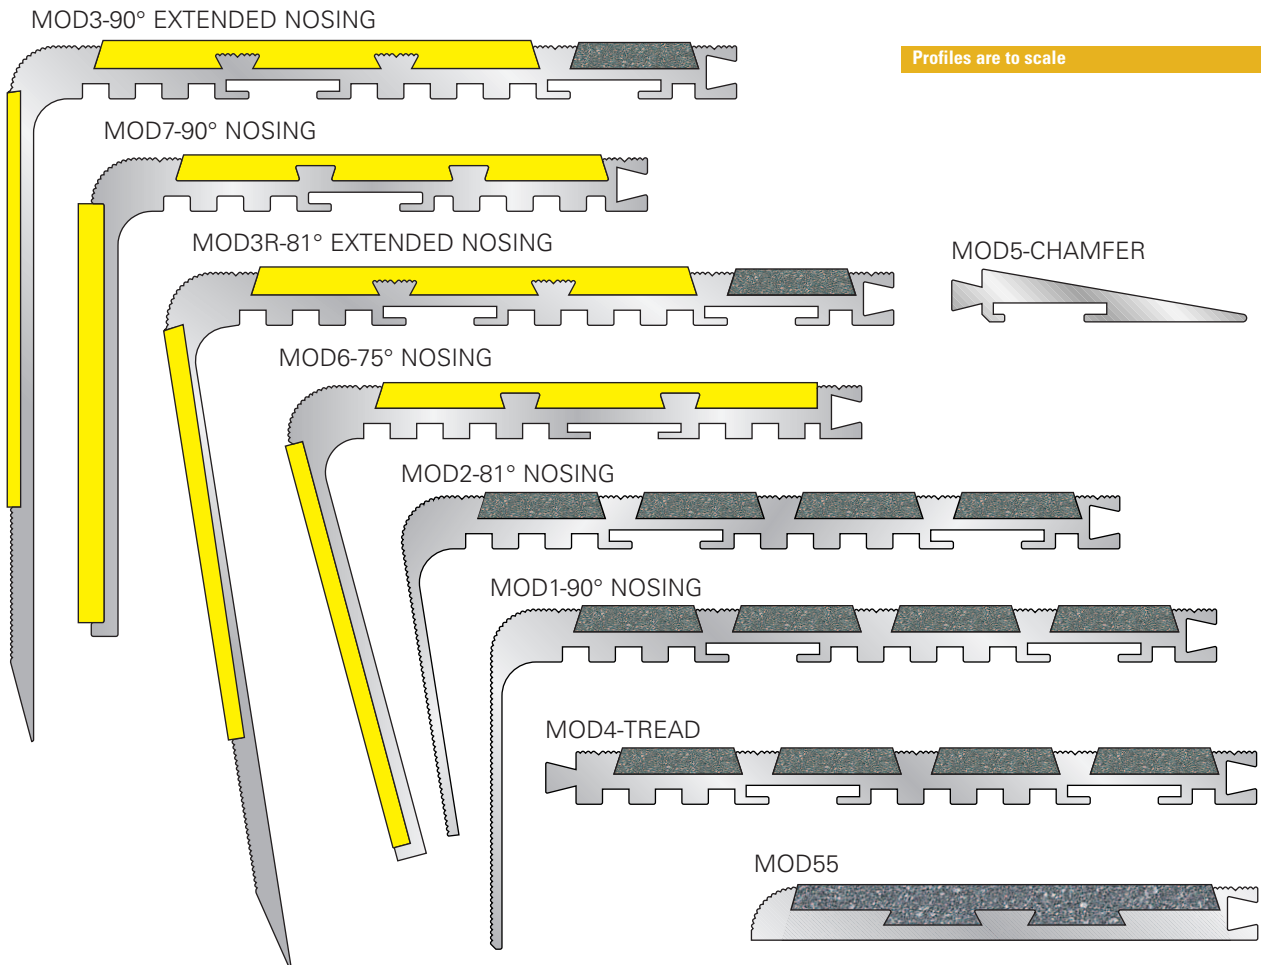 MOD3-90° EXTENDED NOSING
Profiles are to scale
MOD7-90° NOSING
MOD3R-81° EXTENDED NOSING
MOD5-CHAMFER
MOD6-75° NOSING
MOD2-81° NOSING
MOD1-90° NOSING
MOD4-TREAD
MOD55